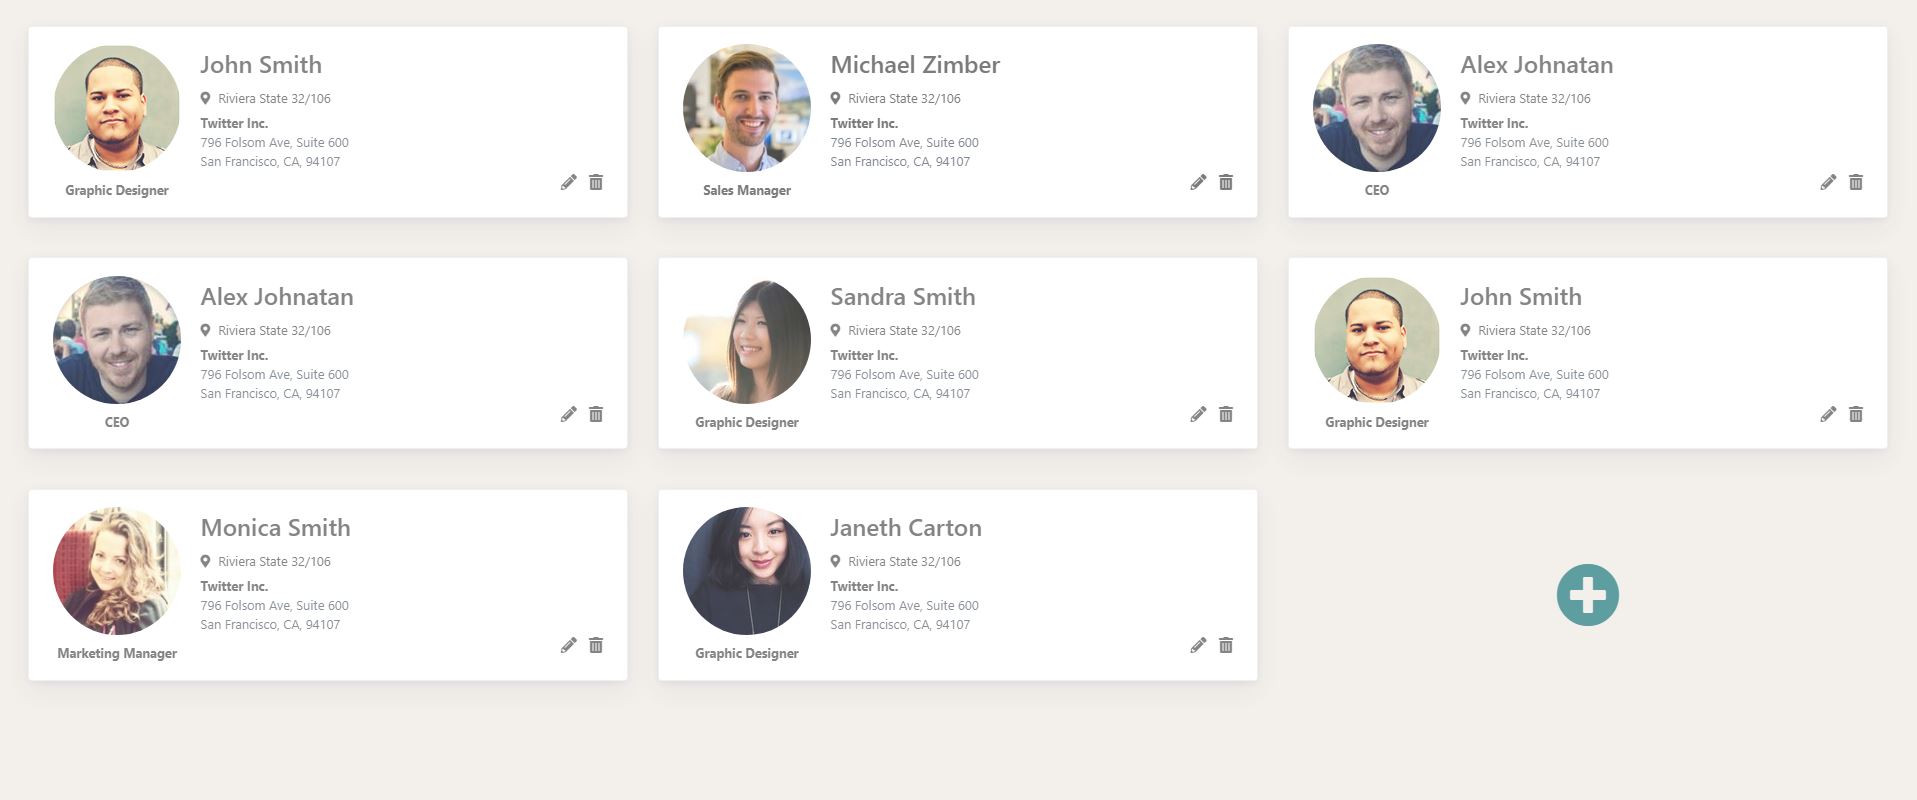 John Smith
Riviera State 32/106
Twitter Inc.
796 Folsom Ave, Suite 600
San Francisco, CA, 94107
Graphic Designer
Michael Zimber
Riviera State 32/106
Twitter Inc.
796 Folsom Ave, Suite 600
San Francisco, CA, 94107
Sales Manager
Alex Johnatan
Riviera State 32/106
Twitter Inc.
796 Folsom Ave, Suite 600
San Francisco, CA, 94107
CEO
Alex Johnatan
Riviera State 32/106
Twitter Inc.
796 Folsom Ave, Suite 600
San Francisco, CA, 94107
CEO
Sandra Smith
Riviera State 32/106
Twitter Inc.
796 Folsom Ave, Suite 600
San Francisco, CA, 94107
Graphic Designer
John Smith
Riviera State 32/106
Twitter Inc.
796 Folsom Ave, Suite 600
San Francisco, CA, 94107
Graphic Designer
Monica Smith
Riviera State 32/106
Twitter Inc.
796 Folsom Ave, Suite 600
San Francisco, CA, 94107
Marketing Manager
Janeth Carton
Riviera State 32/106
Twitter Inc.
796 Folsom Ave, Suite 600
San Francisco, CA, 94107
Graphic Designer